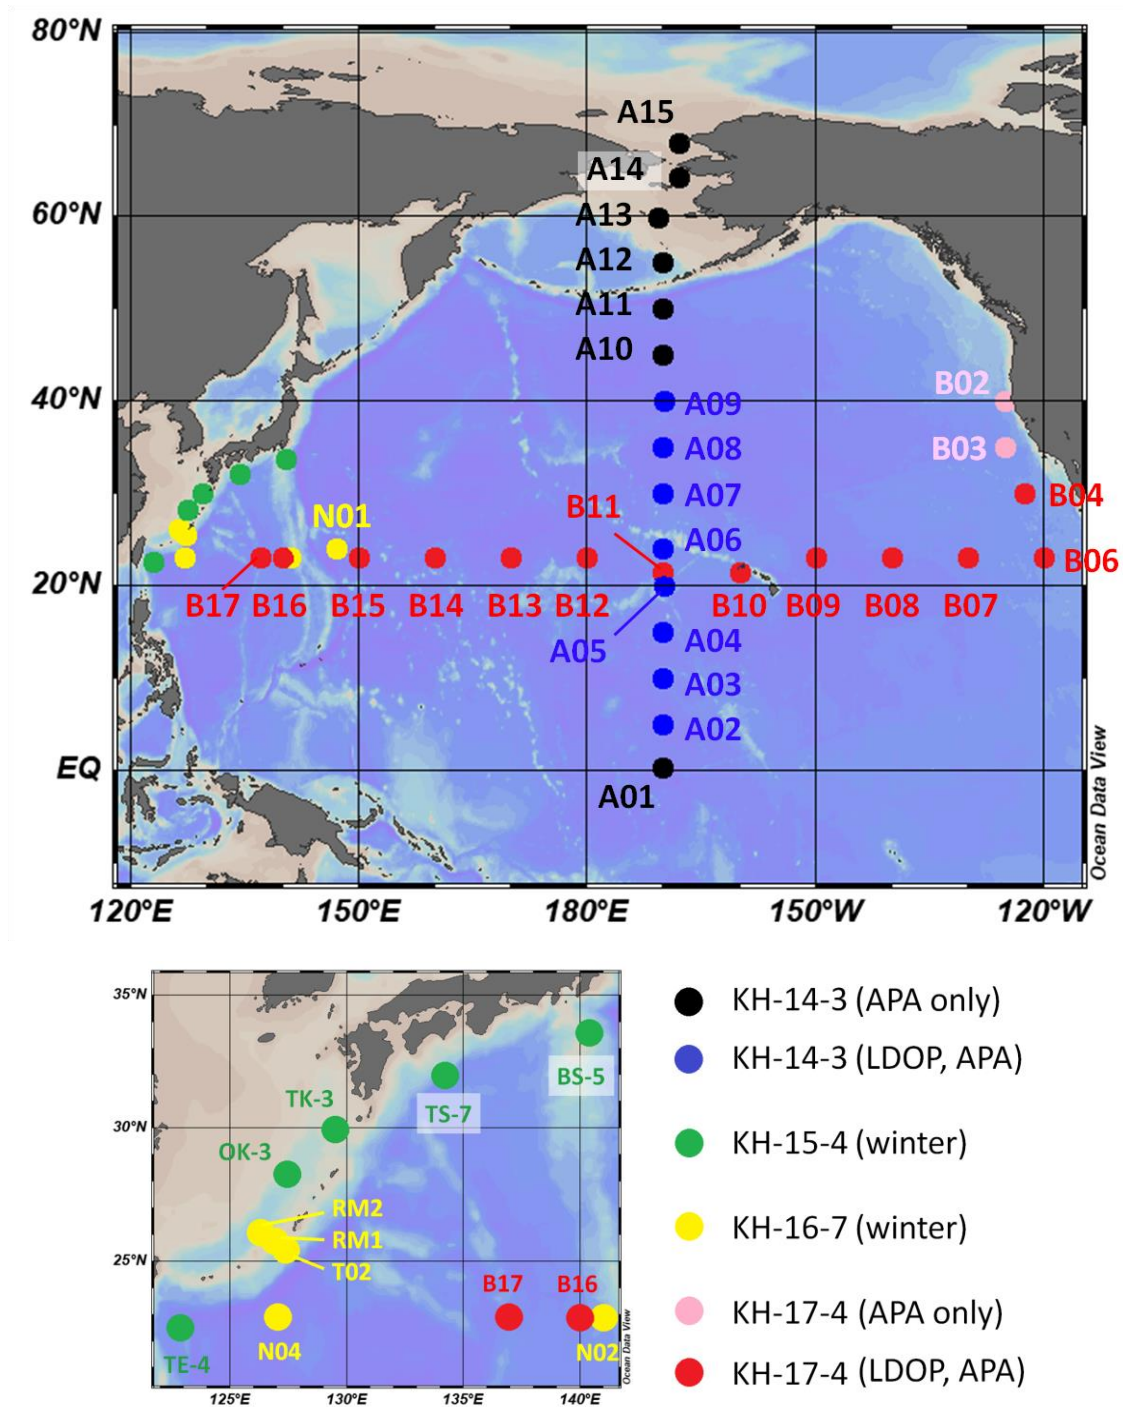 80°N
A15
A14
60°N
A13
A12
A11
A10
B02
40°N
A09
B03
A08
A07
B04
B11
N01
A06
B06
20°N
B17
B16
B15
B14
B13
B12
B10
B09
B08
B07
A05
A04
A03
A02
EQ
A01
Ocean Data View
120°E
150°E
180°E
150°W
120°W
35°N
BS-5
TK-3
TS-7
30°N
OK-3
RM2
RM1
25°N
T02
B17
B16
N04
N02
TE-4
Ocean Data View
125°E
130°E
135°E
140°E
KH-14-3 (APA only)
KH-14-3 (LDOP, APA)
KH-15-4 (winter)
KH-16-7 (winter)
KH-17-4 (APA only)
KH-17-4 (LDOP, APA)